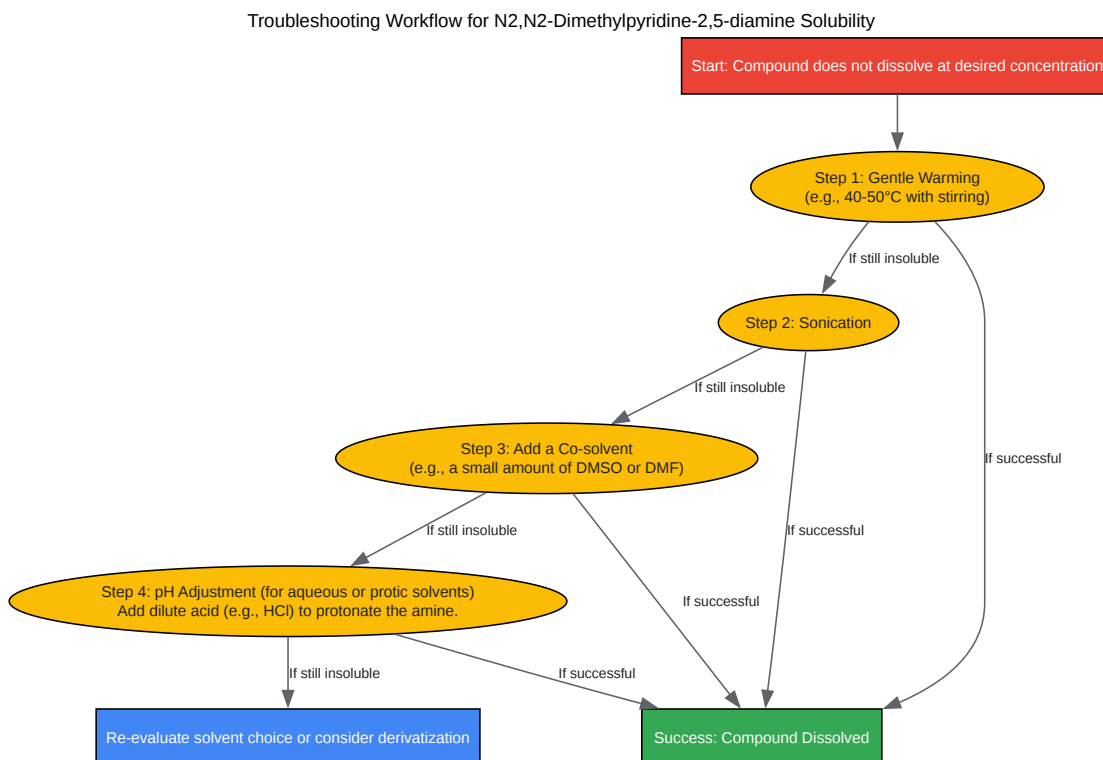 Troubleshooting Workflow for N2,N2-Dimethylpyridine-2,5-diamine Solubility
Start: Compound does not dissolve at desired concentration
Step 1: Gentle Warming
(e.g., 40-50°C with stirring)
If still insoluble
Step 2: Sonication
If still insoluble
Step 3: Add a Co-solvent
(e.g., a small amount of DMSO or DMF)
If successful
If still insoluble
If successful
Step 4: pH Adjustment (for aqueous or protic solvents)
Add dilute acid (e.g., HCl) to protonate the amine.
If successful
If still insoluble
If successful
Re-evaluate solvent choice or consider derivatization
Success: Compound Dissolved